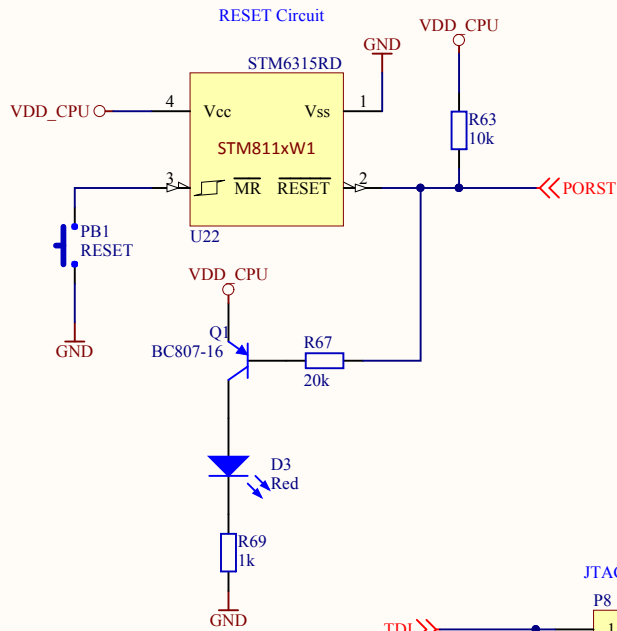 RESET Circuit
VDD_CPU
GND
STM6315RD
VDD_CPU
4
Vcc
Vss
1
R63
10k
STM811xW1
3
MR
RESET
2
PORST
PB1
RESET
U22
VDD_CPU
GND
Q1
BC807-16
R67
20k
D3
Red
R69
1k
GND
JTA
P8
TDI
1